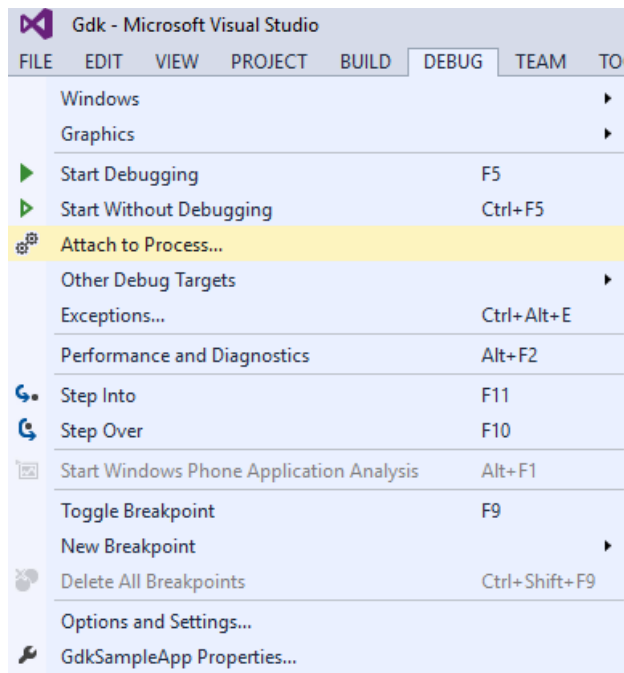 Gdk - Microsoft Visual Studio
FILE EDIT VIEW PROJECT BUILD DEBUG TEAM TO
Windows
Graphics
Start Debugging F5
Start Without Debugging Ctrl+F5
Attach to Process...
Other Debug Targets
Exceptions... Ctrl+Alt+E
Performance and Diagnostics Alt+F2
Step Into F11
Step Over F10
Start Windows Phone Application Analysis Alt+F1
Toggle Breakpoint F9
New Breakpoint
Delete All Breakpoints Ctrl+Shift+F9
Options and Settings...
GdkSampleApp Properties...